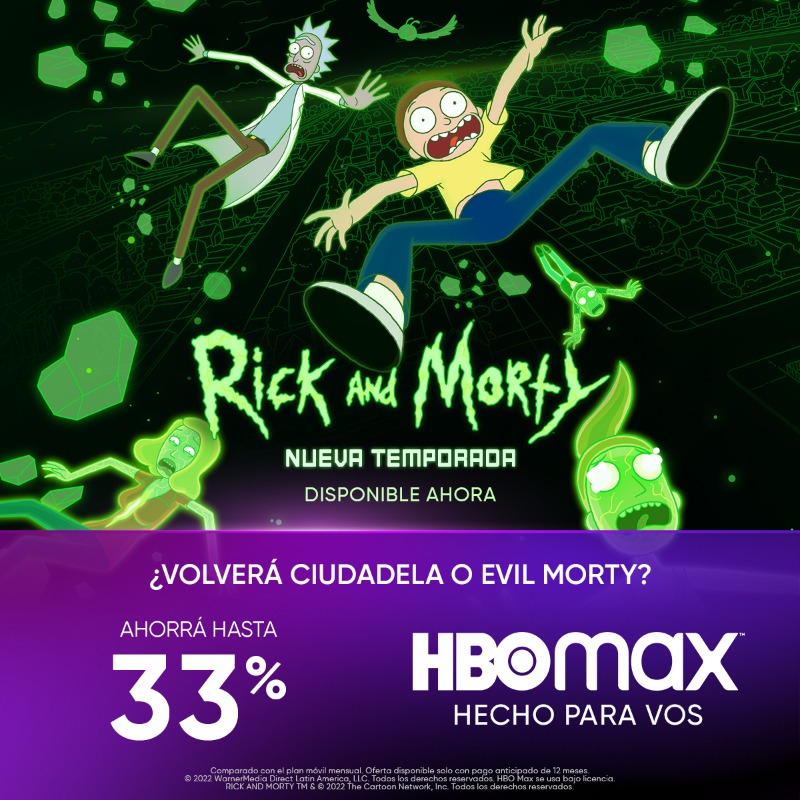 Rick and Morty
NUEVA TEMPORADA
DISPONIBLE AHORA
¿VOLVERÁ CIUDADELA O EVIL MORTY?
AHORRÁ HASTA
33%
HBOMAX™
HECHO PARA VOS
Comparado con el plan móvil mensual. Oferta disponible solo con pago anticipado de 12 meses.
© 2022 WarnerMedia Direct Latin America, LLC. Todos los derechos reservados. HBO Max se usa bajo licencia.
RICK AND MORTY TM & © 2022 The Cartoon Network, Inc. Todos los derechos reservados.